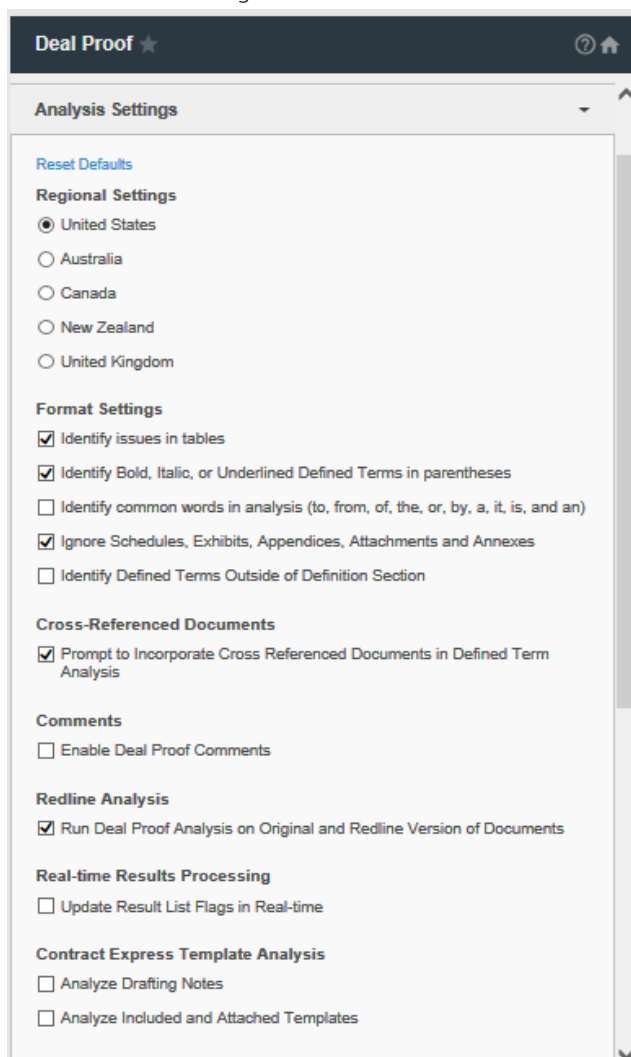 Deal Proof
Analysis Settings
Reset Defaults
Regional Settings
United States
Australia
Canada
New Zealand
United Kingdom
Format Settings
Identify issues in tables
Identify Bold, Italic, or Underlined Defined Terms in parentheses
Identify common words in analysis (to, from, of, the, or, by, a, it, is, and an)
Ignore Schedules, Exhibits, Appendices, Attachments and Annexes
Identify Defined Terms Outside of Definition Section
Cross-Referenced Documents
Prompt to Incorporate Cross Referenced Documents in Defined Term
Analysis
Comments
Enable Deal Proof Comments
Redline Analysis
Run Deal Proof Analysis on Original and Redline Version of Documents
Real-time Results Processing
Update Result List Flags in Real-time
Contract Express Template Analysis
Analyze Drafting Notes
Analyze Included and Attached Templates